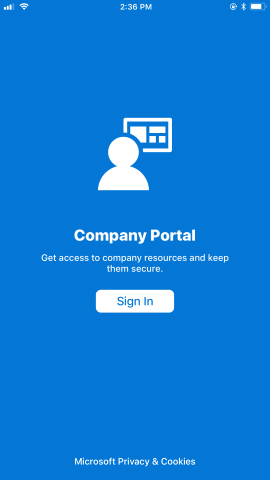 2:36 PM
Company Portal
Get access to company resources and keep
them secure.
Sign In
Microsoft Privacy & Cookies